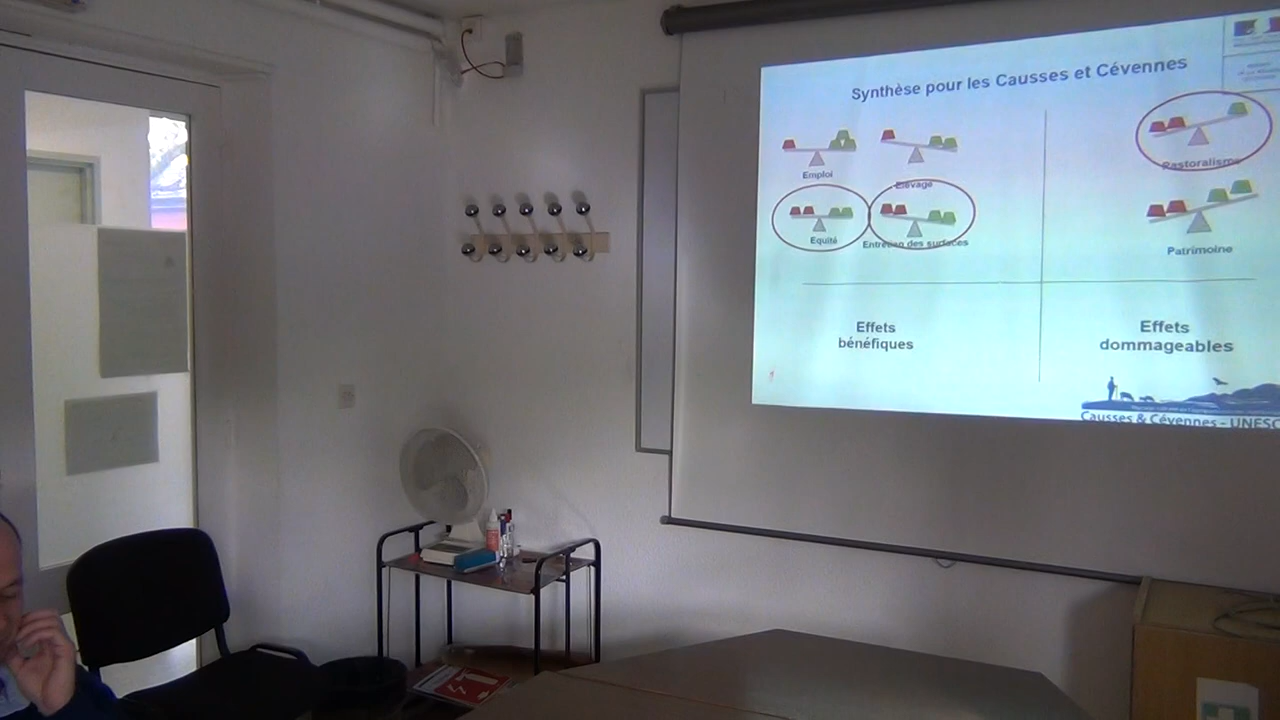 Synthèse pour les Causses et Cévennes
Emploi
Elevage
Pastoralisme
Equité
Entretien des surfaces
Patrimoine
Effets
bénéfiques
Effets
dommageables
Causses & Cévennes - UNESC